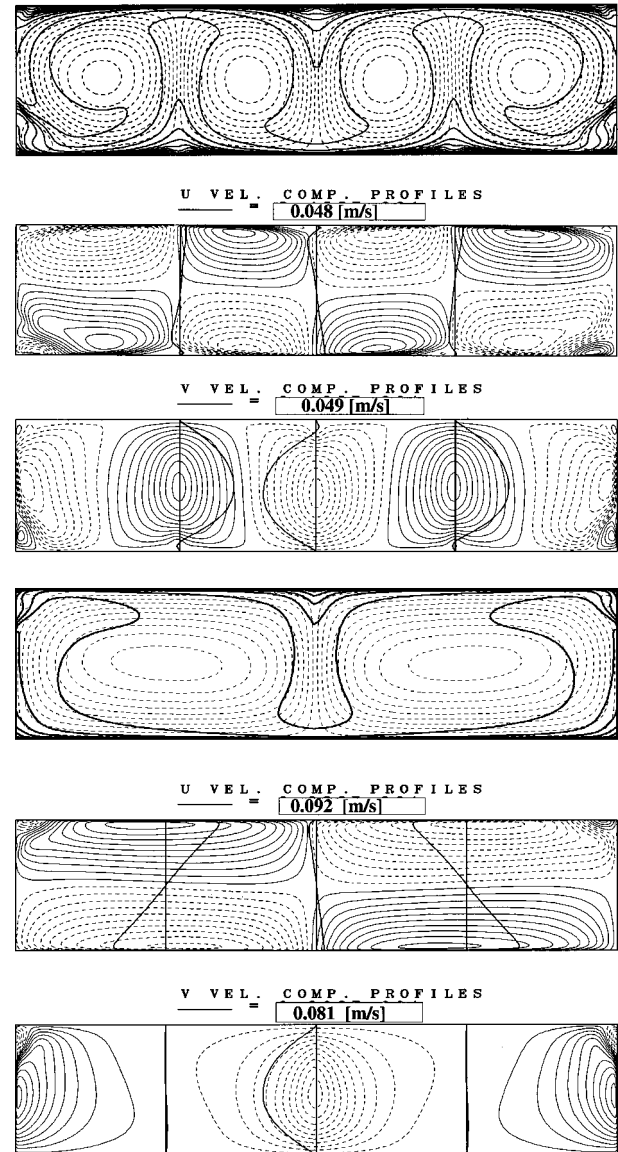 U VEL. COMP. PROFILES
= 0.048 [m/s]
V VEL. COMP. PROFILES
= 0.049 [m/s]
U VEL. COMP. PROFILES
= 0.092 [m/s]
V VEL. COMP. PROFILES
= 0.081 [m/s]